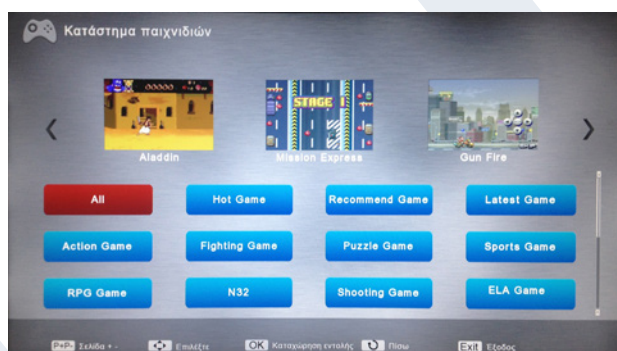 Κατάστημα παιχνιδιών
00000
STAGE 1
Aladdin
Mission Express
Gun Fire
All
Hot Game
Recommend Game
Latest Game
Action Game
Fighting Game
Puzzle Game
Sports Game
RPG Game
N32
Shooting Game
ELA Game
P+P- Σελίδα + - Επιλέξτε OK Καταχώρηση εντολής Πίσω Exit Έξοδος